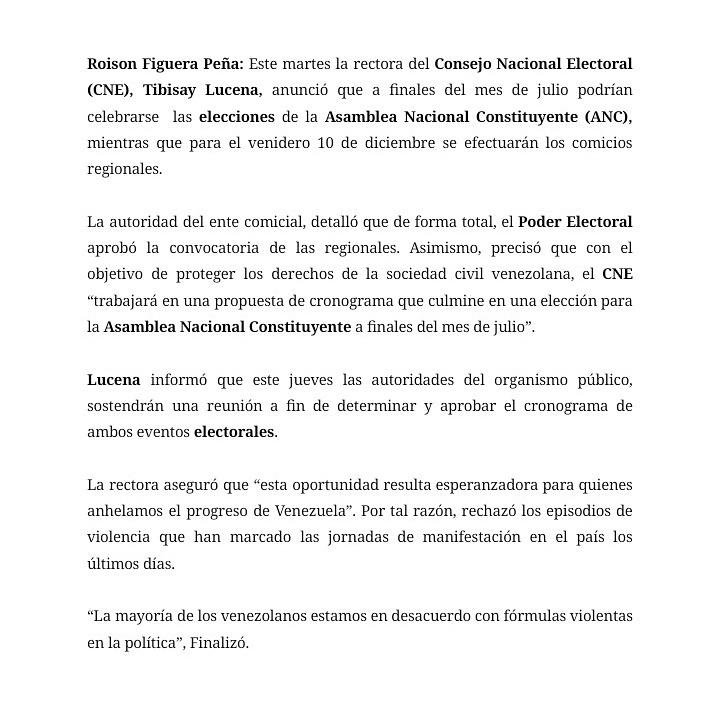 Roison Figuera Peña: Este martes la rectora del Consejo Nacional Electoral
(CNE), Tibisay Lucena, anunció que a finales del mes de julio podrían
celebrarse las elecciones de la Asamblea Nacional Constituyente (ANC),
mientras que para el venidero 10 de diciembre se efectuarán los comicios
regionales.
La autoridad del ente comicial, detalló que de forma total, el Poder Electoral
aprobó la convocatoria de las regionales. Asimismo, precisó que con el
objetivo de proteger los derechos de la sociedad civil venezolana, el CNE
“trabajará en una propuesta de cronograma que culmine en una elección para
la Asamblea Nacional Constituyente a finales del mes de julio”.
Lucena informó que este jueves las autoridades del organismo público,
sostendrán una reunión a fin de determinar y aprobar el cronograma de
ambos eventos electorales.
La rectora aseguró que “esta oportunidad resulta esperanzadora para quienes
anhelamos el progreso de Venezuela”. Por tal razón, rechazó los episodios de
violencia que han marcado las jornadas de manifestación en el país los
últimos días.
“La mayoría de los venezolanos estamos en desacuerdo con fórmulas violentas
en la política”, Finalizó.